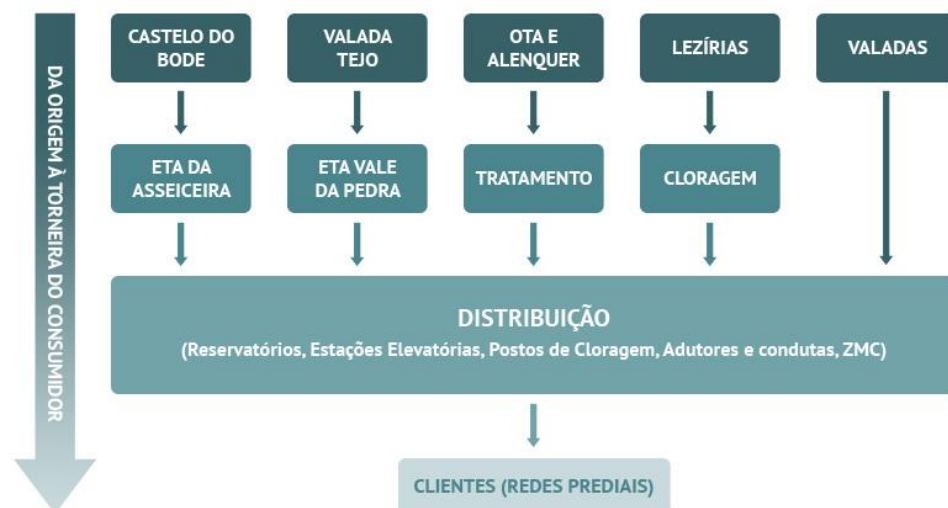 DA ORIGEM À TORNEIRA DO CONSUMIDOR
CASTELO DO
BODE
VALADA
TEJO
OTA E
ALENQUER
LEZÍRIAS
VALADAS
ETA DA
ASSEICEIRA
ETA VALE
DA PEDRA
TRATAMENTO
CLORAGEM
DISTRIBUIÇÃO
(Reservatórios, Estações Elevatórias, Postos de Cloragem, Adutores e condutas, ZMC)
CLIENTES (REDES PREDIAIS)